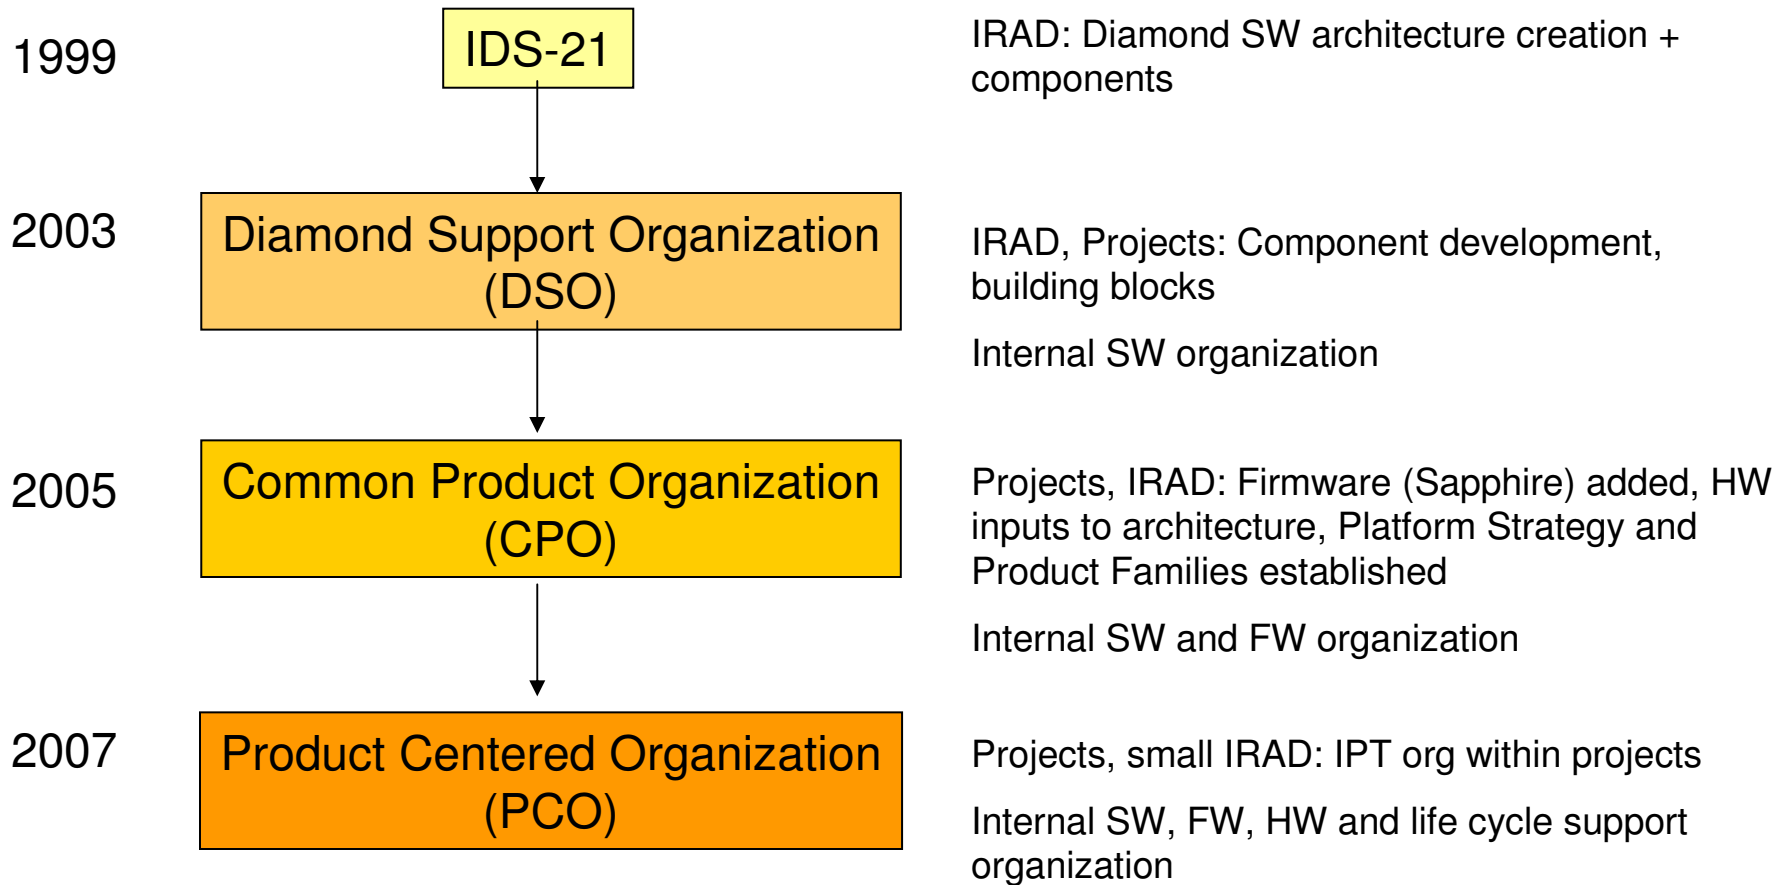 1999
IDS-21
IRAD: Diamond SW architecture creation +
components
2003
Diamond Support Organization
(DSO)
IRAD, Projects: Component development,
building blocks
Internal SW organization
2005
Common Product Organization
(CPO)
Projects, IRAD: Firmware (Sapphire) added, HW
inputs to architecture, Platform Strategy and
Product Families established
Internal SW and FW organization
2007
Product Centered Organization
(PCO)
Projects, small IRAD: IPT org within projects
Internal SW, FW, HW and life cycle support
organization